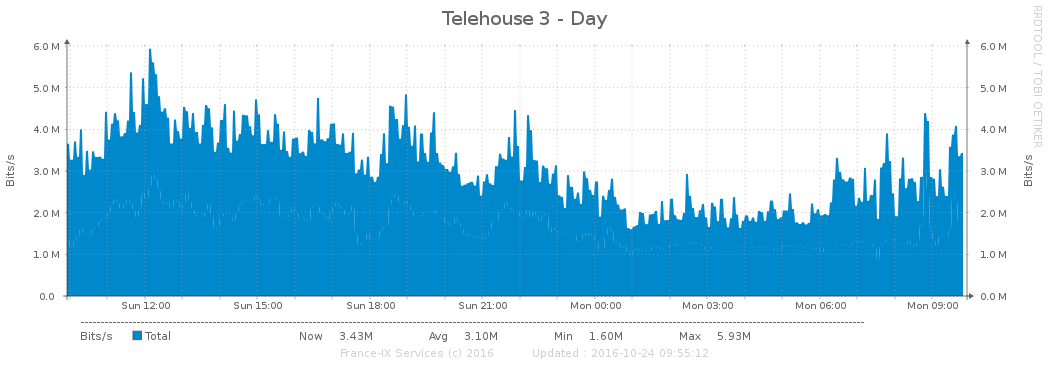 Telehouse 3 - Day
RRDTOOL / TOBI OETIKER
Bits/s
6.0 M 6.0 M
5.0 M 5.0 M
4.0 M 4.0 M
3.0 M 3.0 M
2.0 M 2.0 M
1.0 M 1.0 M
0.0 0.0 M
Bits/s
Sun 12:00 Sun 15:00 Sun 18:00 Sun 21:00 Mon 00:00 Mon 03:00 Mon 06:00 Mon 09:00
Bits/s Total Now 3.43M Avg 3.10M Min 1.60M Max 5.93M
France-IX Services (c) 2016 Updated : 2016-10-24 09:55:12